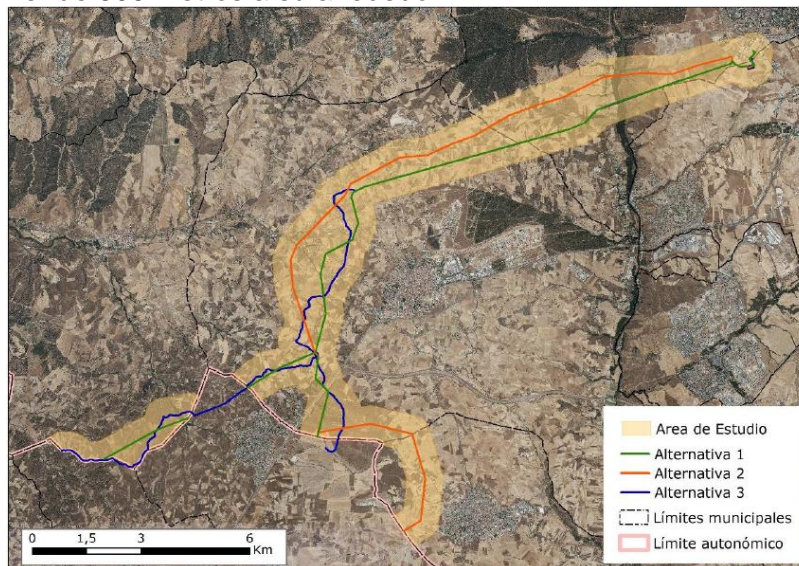 Area de Estudio
Alternativa 1
Alternativa 2
Alternativa 3
Límites municipales
Límite autonómico
0 1,5 3 6
Km